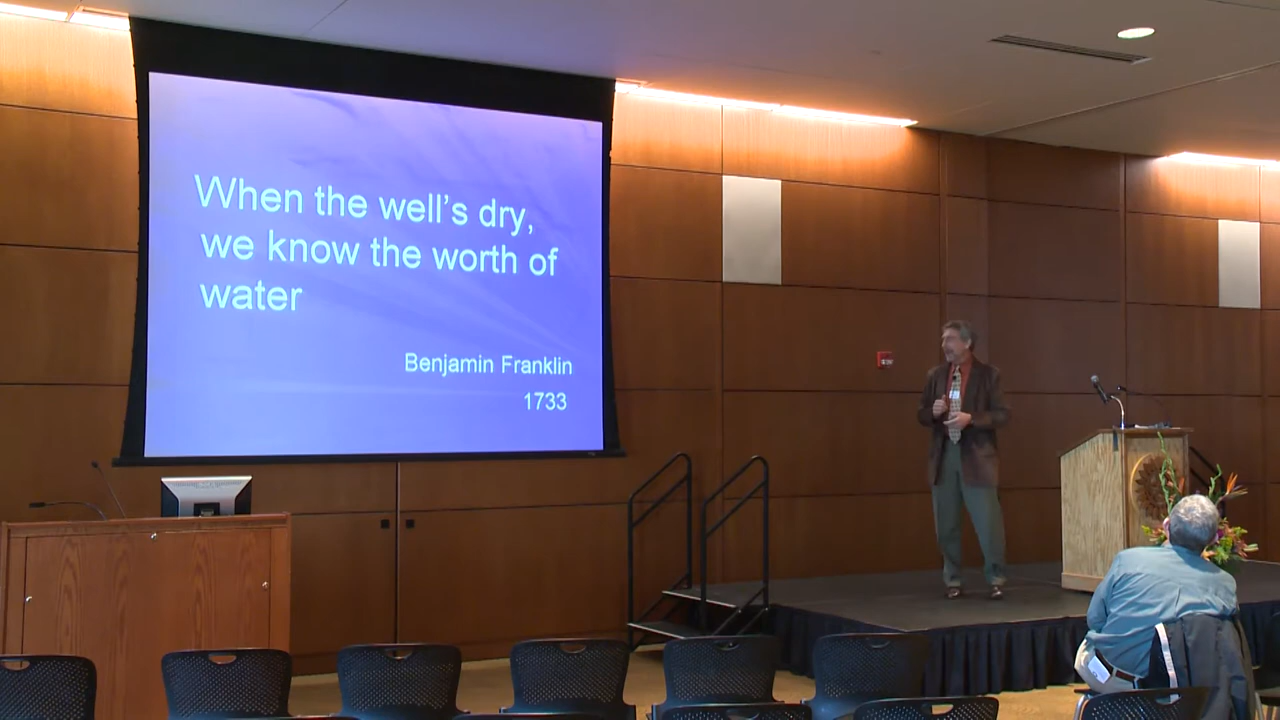 When the well's dry,
we know the worth of
water
Benjamin Franklin
1733